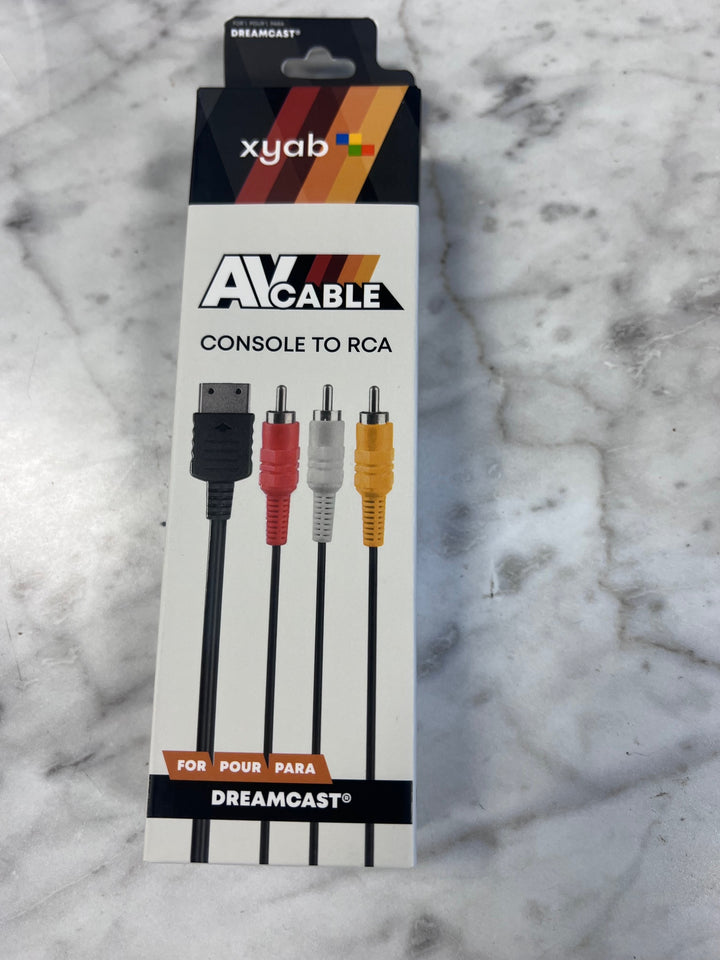 FOR | POUR | PARA
DREAMCAST®
xyab
AV CABLE
CONSOLE TO RCA
FOR POUR PARA
DREAMCAST®